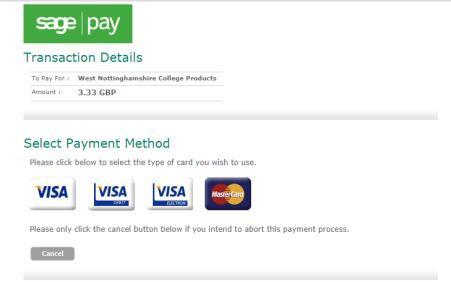 sage pay
Transaction Details
To Pay For : West Nottinghamshire College Products
Amount : 3.33 GBP
Select Payment Method
Please click below to select the type of card you wish to use.
VISA VISA DEBIT VISA ELECTRON MasterCard
Please only click the cancel button below if you intend to abort this payment process.
Cancel